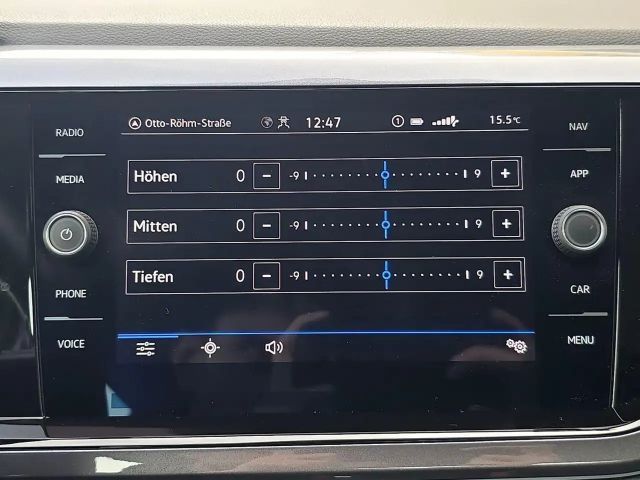 RADIO
MEDIA
PHONE
VOICE
Otto-Röhm-Straße 12:47 1 15.5°C
Höhen 0 - -9 9 +
Mitten 0 - -9 9 +
Tiefen 0 - -9 9 +
NAV
APP
CAR
MENU